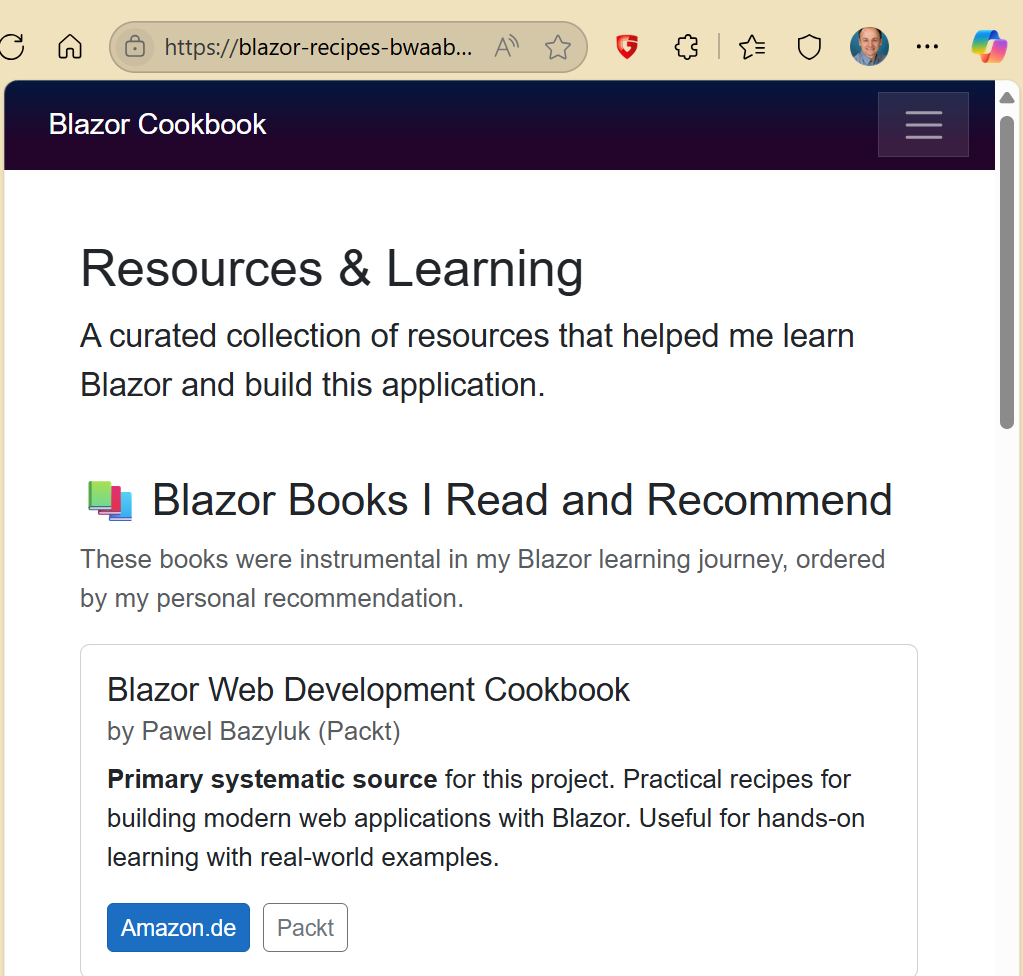 https://blazor-recipes-bwaab...
Blazor Cookbook
Resources & Learning
A curated collection of resources that helped me learn
Blazor and build this application.
📚 Blazor Books I Read and Recommend
These books were instrumental in my Blazor learning journey, ordered
by my personal recommendation.
Blazor Web Development Cookbook
by Pawel Bazyluk (Packt)
Primary systematic source for this project. Practical recipes for
building modern web applications with Blazor. Useful for hands-on
learning with real-world examples.
Amazon.de Packt